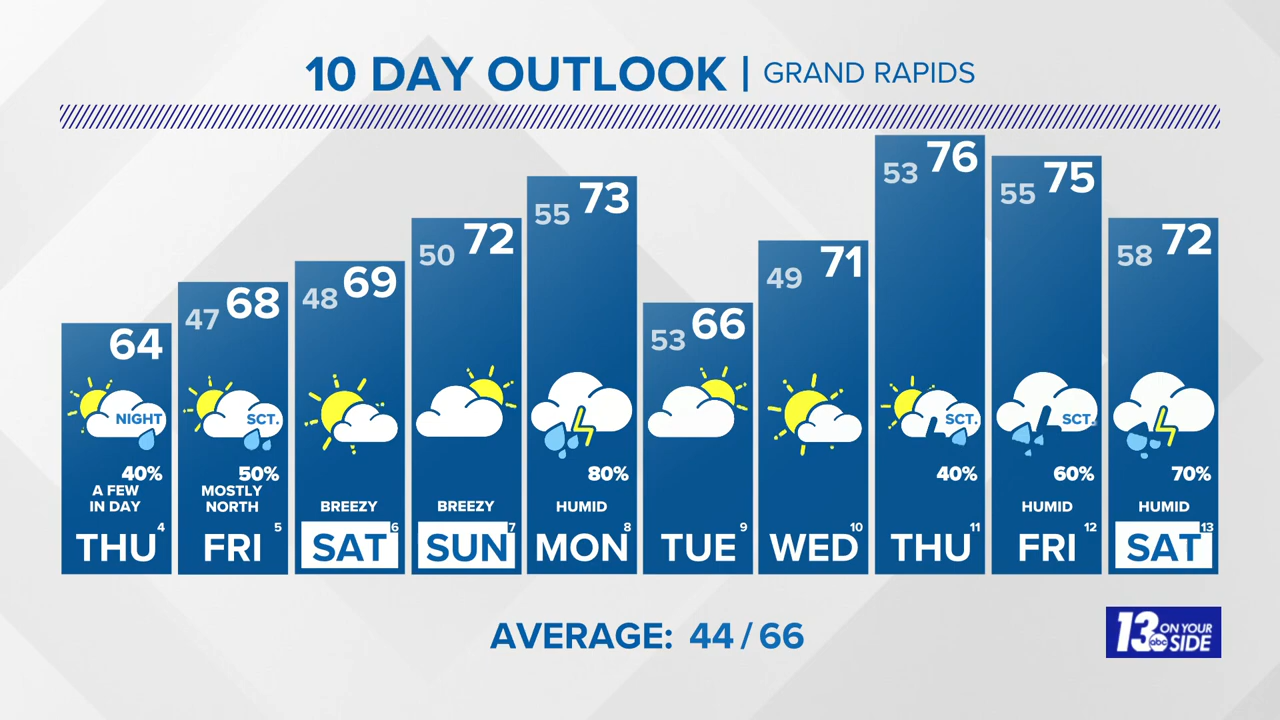 10 DAY OUTLOOK | GRAND RAPIDS
64
NIGHT
40%
A FEW
IN DAY
4
THU
47 68
SCT.
50%
MOSTLY
NORTH
5
FRI
48 69
BREEZY
6
SAT
50 72
BREEZY
7
SUN
55 73
80%
HUMID
8
MON
53 66
9
TUE
49 71
10
WED
53 76
SCT.
40%
11
THU
55 75
SCT.
60%
HUMID
12
FRI
58 72
70%
HUMID
13
SAT
AVERAGE: 44 / 66
13 abc ON YOUR SIDE